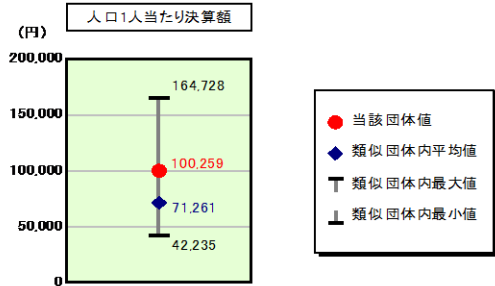 人口1人当たり決算額
(円)
200,000
164,728
150,000
100,000
100,259
71,261
50,000
42,235
0
当該団体値
類似団体内平均値
類似団体内最大値
類似団体内最小値